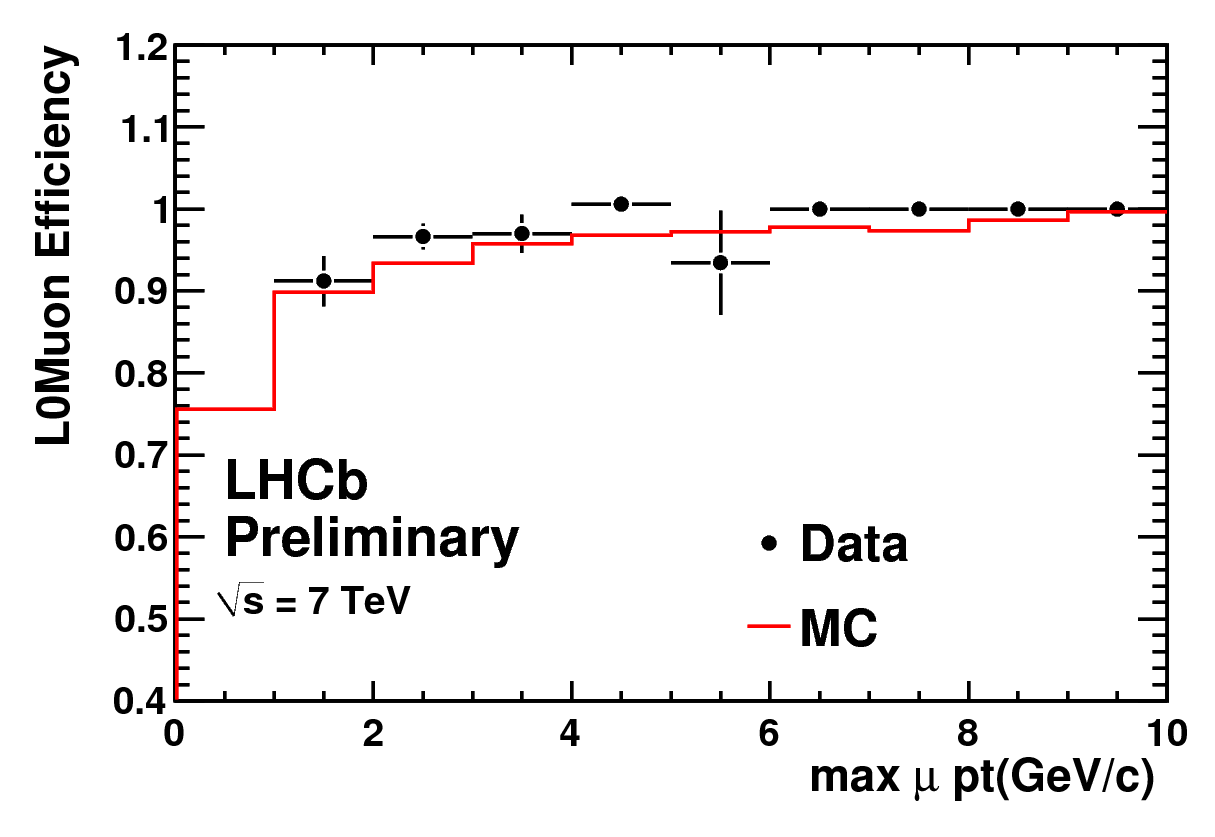 L0Muon Efficiency
1.2
1.1
1
0.9
0.8
0.7
0.6
0.5
0.4
LHCb
Preliminary
√s = 7 TeV
Data
MC
0 2 4 6 8 10
max μ pt(GeV/c)